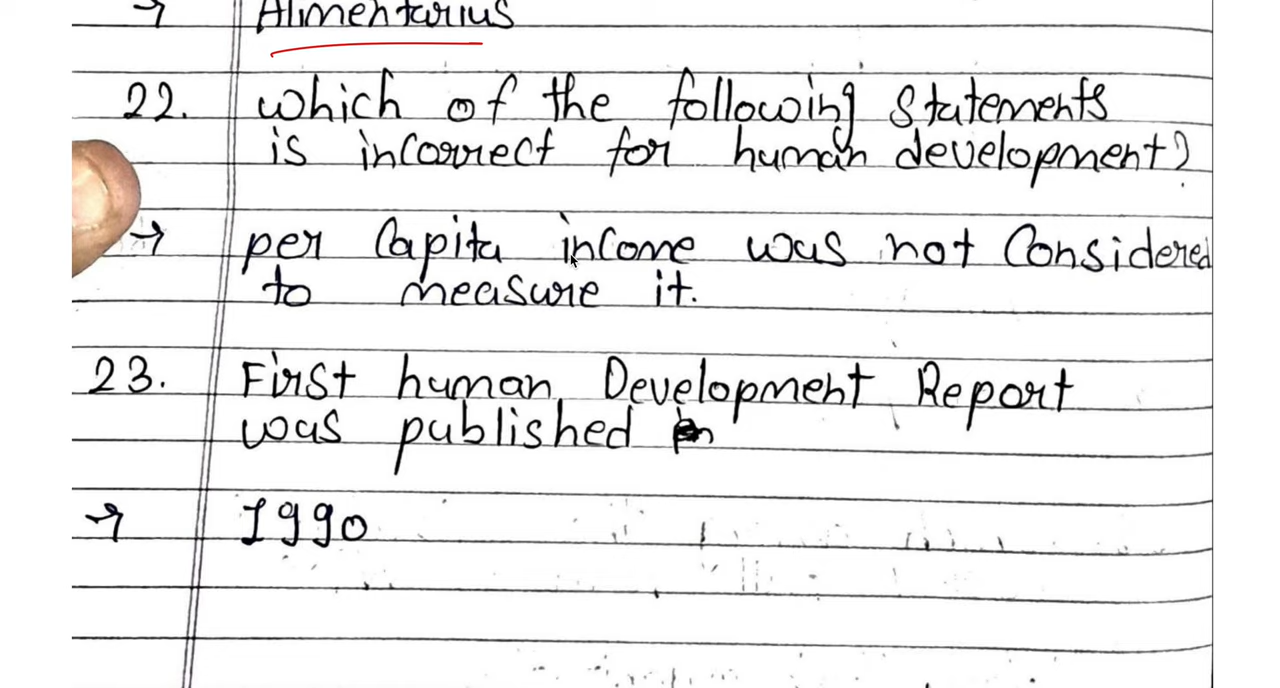 → Alimentarius
22. which of the following statements
is incorrect for human development?
→ per Capita income was not Considered
to measure it.
23. First human Development Report
was published
→ 1990